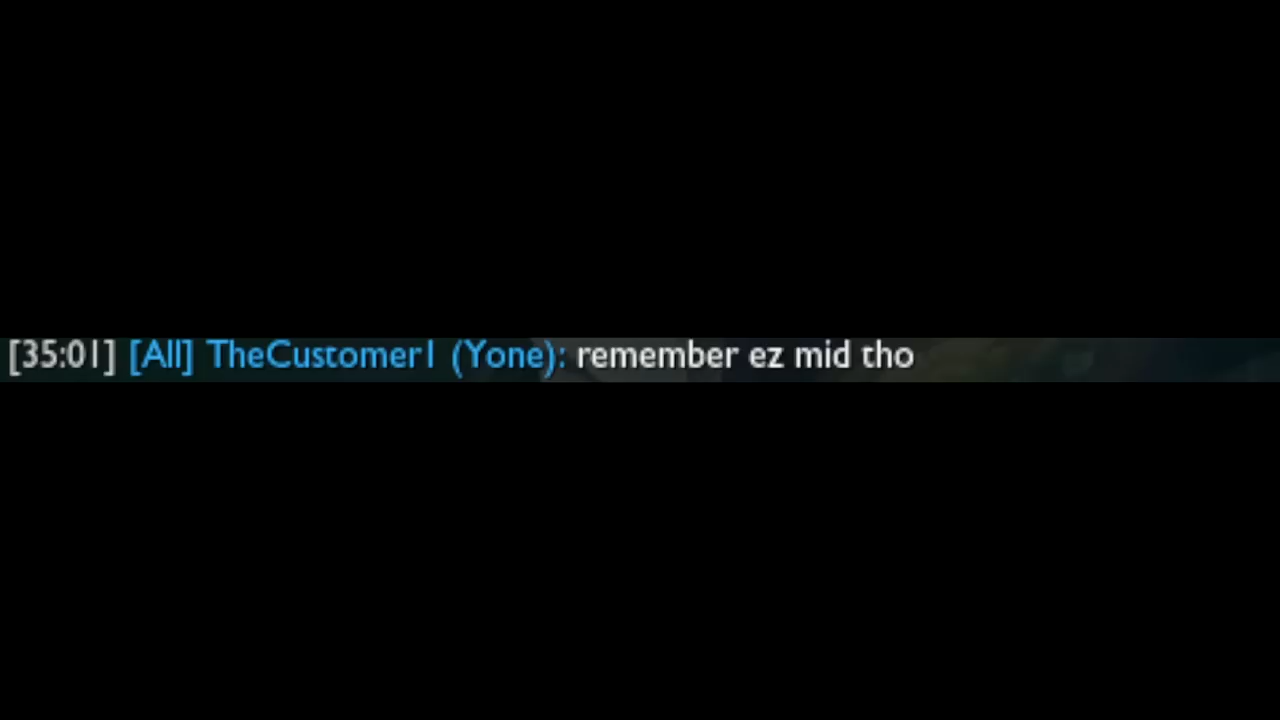 [35:01] [All] TheCustomer1 (Yone): remember ez mid tho